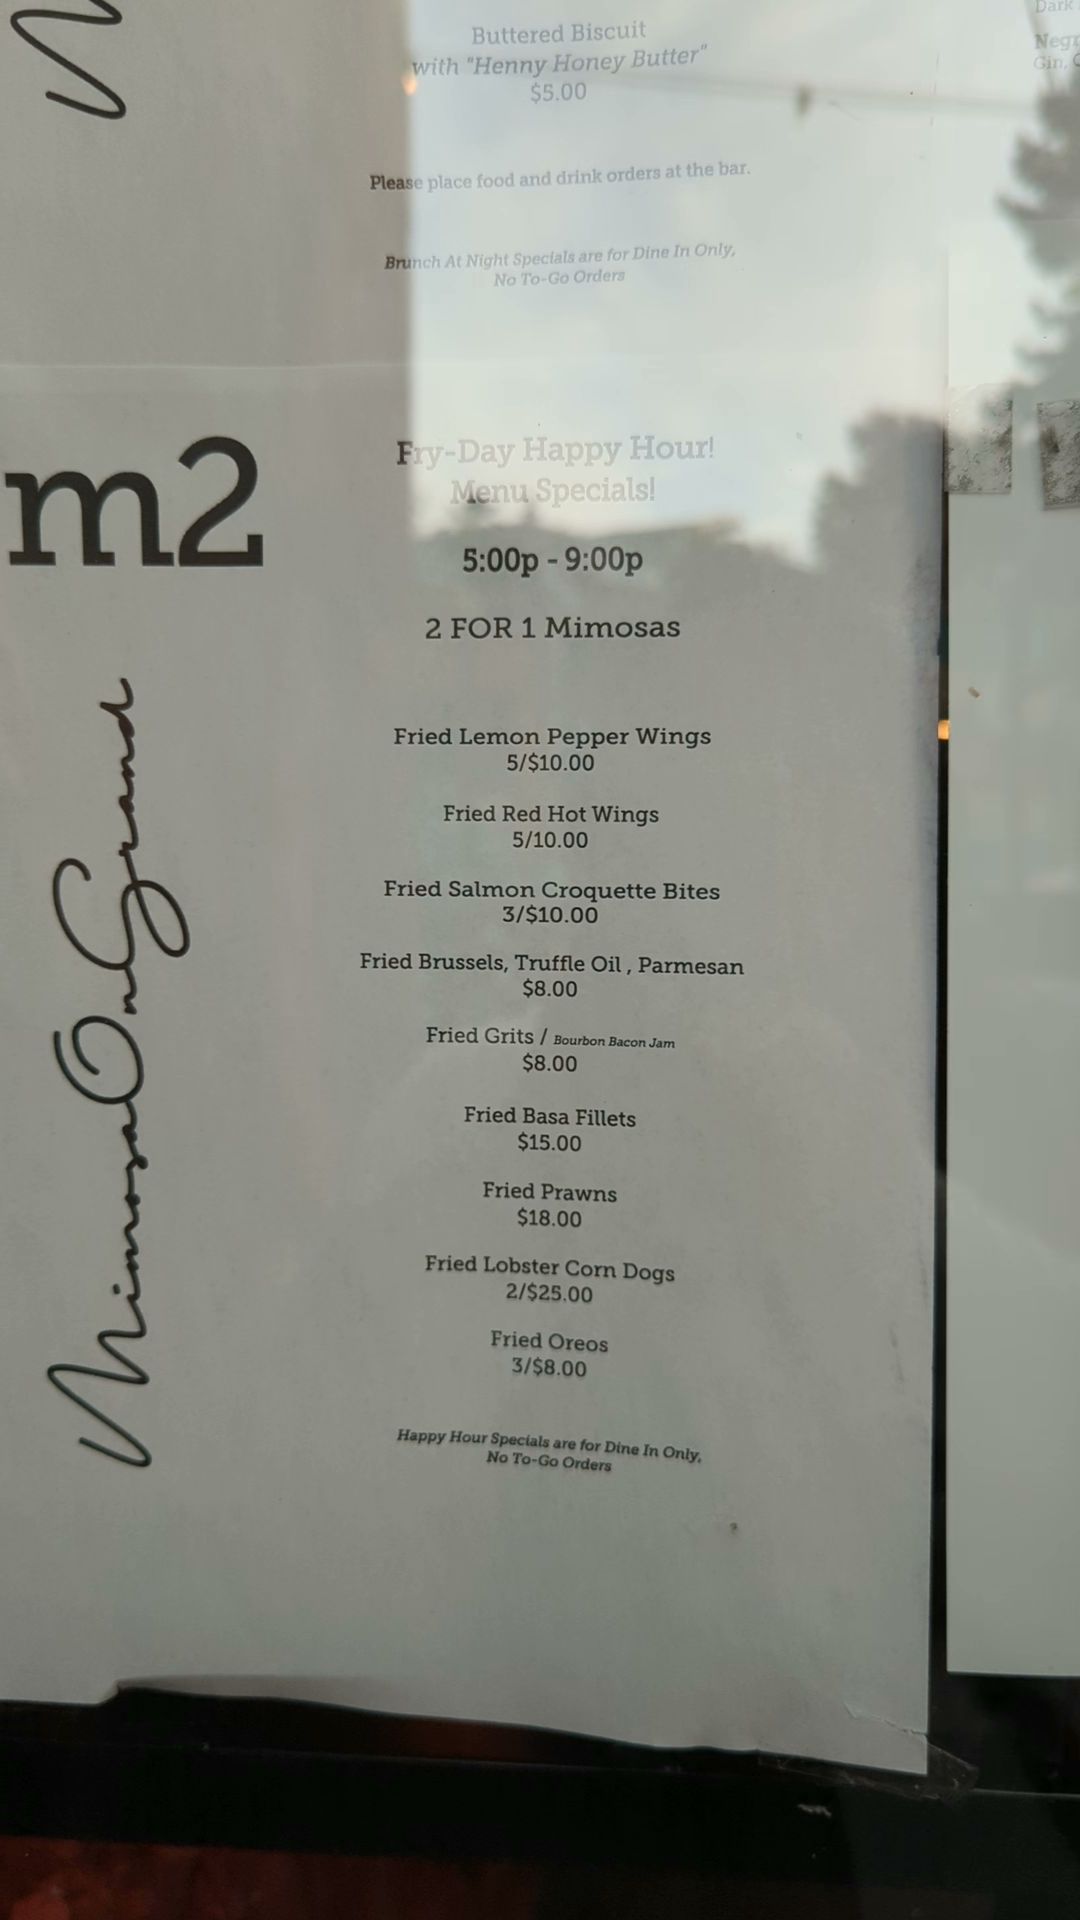 Buttered Biscuit
with "Henny Honey Butter"
$5.00
Please place food and drink orders at the bar.
Brunch At Night Specials are for Dine In Only,
No To-Go Orders
m2
MimosaOnGrand
Fry-Day Happy Hour!
Menu Specials!
5:00p - 9:00p
2 FOR 1 Mimosas
Fried Lemon Pepper Wings
5/$10.00
Fried Red Hot Wings
5/10.00
Fried Salmon Croquette Bites
3/$10.00
Fried Brussels, Truffle Oil , Parmesan
$8.00
Fried Grits / Bourbon Bacon Jam
$8.00
Fried Basa Fillets
$15.00
Fried Prawns
$18.00
Fried Lobster Corn Dogs
2/$25.00
Fried Oreos
3/$8.00
Happy Hour Specials are for Dine In Only,
No To-Go Orders
Dark
Gin,